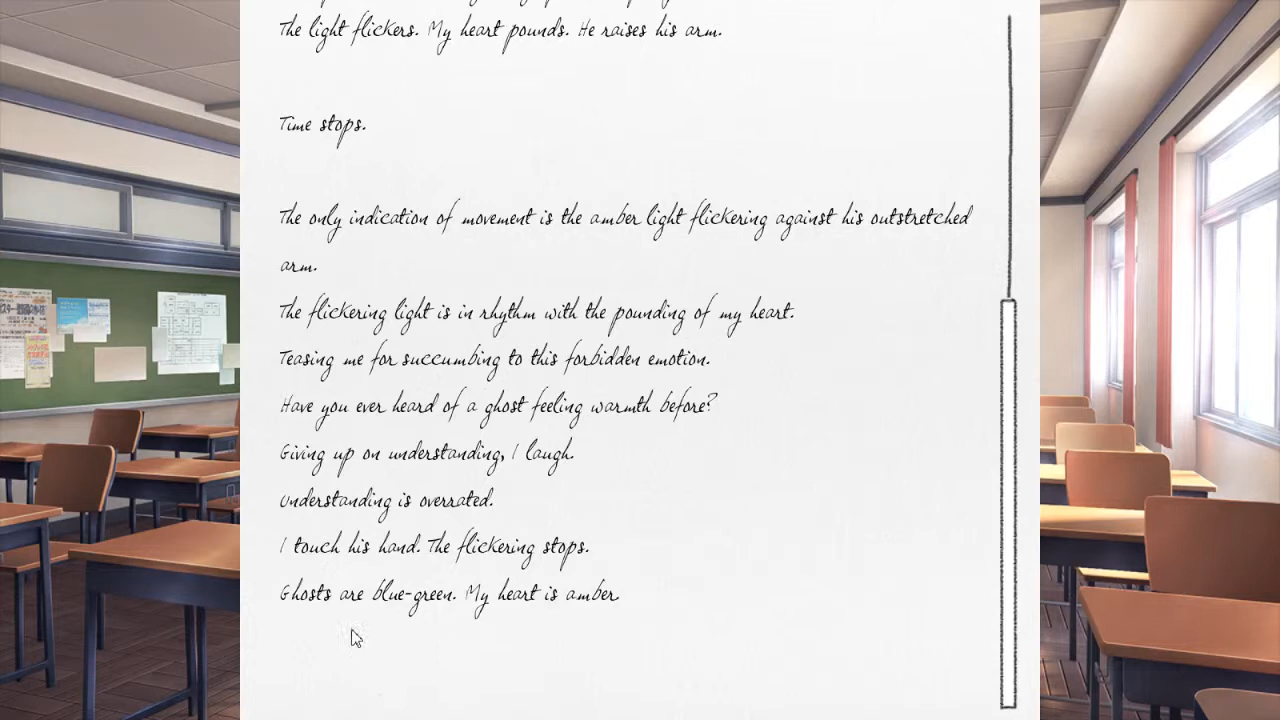 The light flickers. My heart pounds. He raises his arm.
Time stops.
The only indication of movement is the amber light flickering against his outstretched
arm.
The flickering light is in rhythm with the pounding of my heart.
Teasing me for succumbing to this forbidden emotion.
Have you ever heard of a ghost feeling warmth before?
Giving up on understanding, I laugh.
Understanding is overrated.
I touch his hand. The flickering stops.
Ghosts are blue-green. My heart is amber.